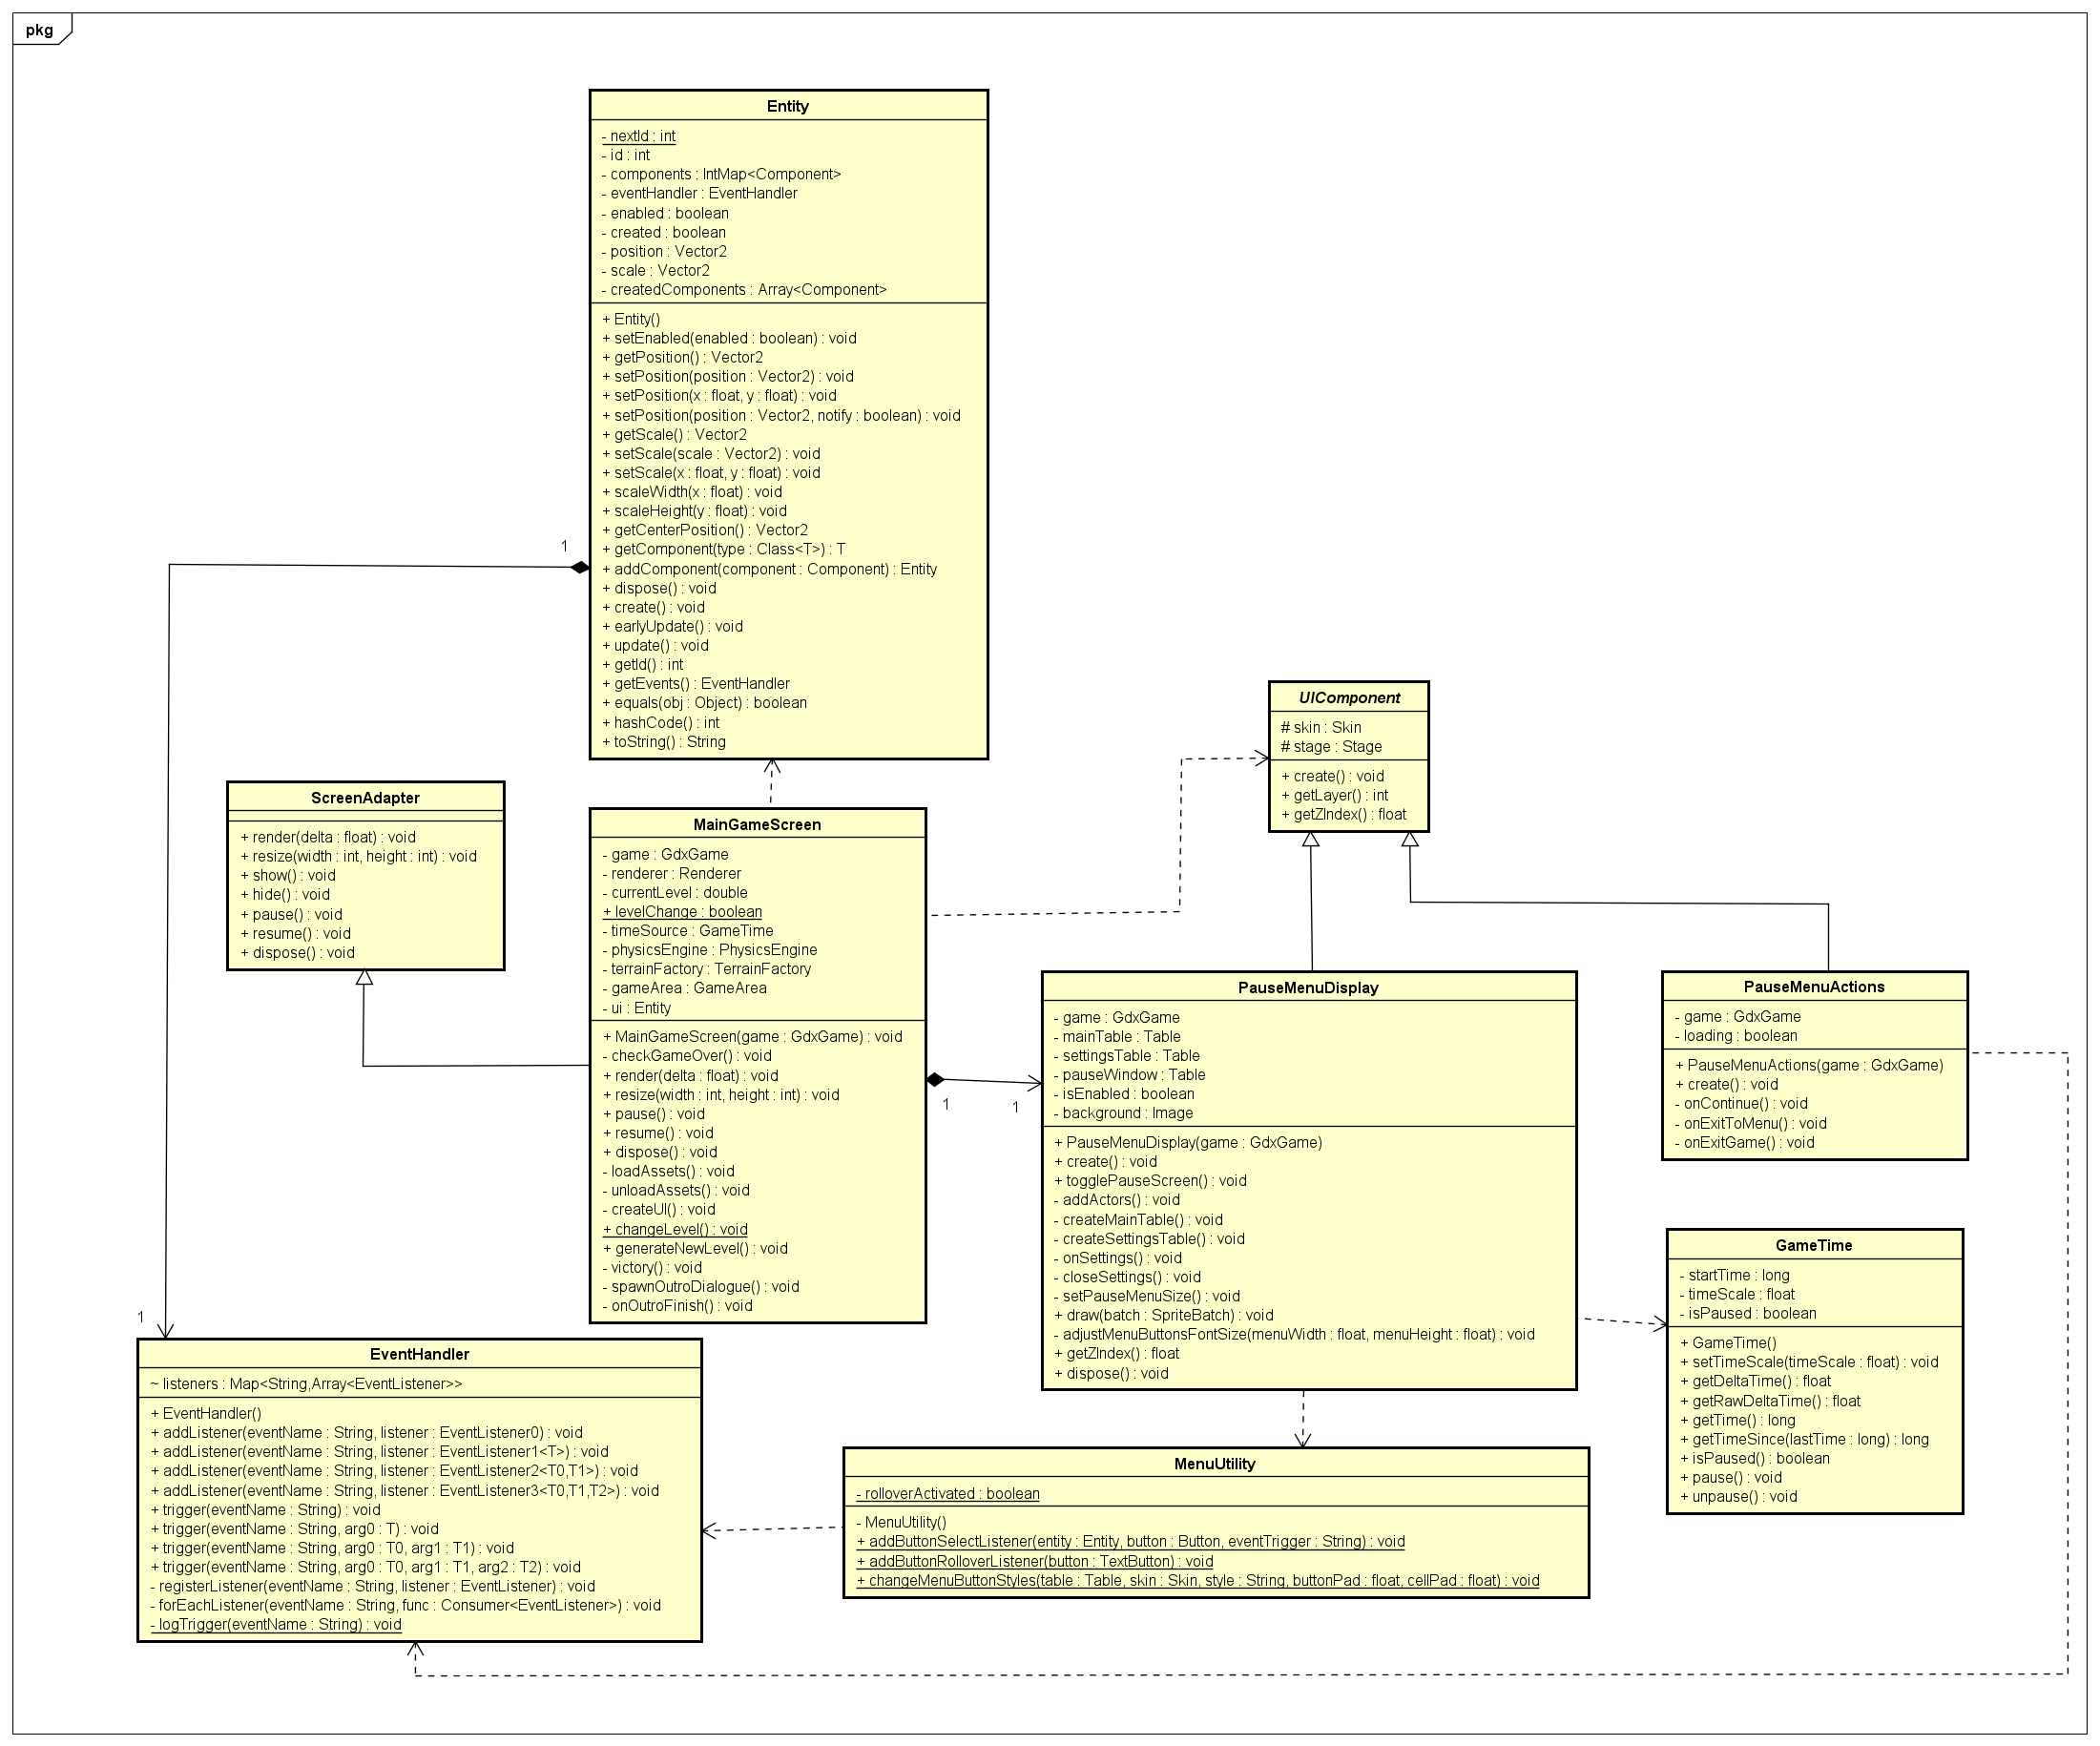 pkg
Entity
- nextId : int
- id : int
- components : IntMap<Component>
- eventHandler : EventHandler
- enabled : boolean
- created : boolean
- position : Vector2
- scale : Vector2
- createdComponents : Array<Component>
+ Entity()
+ setEnabled(enabled : boolean) : void
+ getPosition() : Vector2
+ setPosition(position : Vector2) : void
+ setPosition(x : float, y : float) : void
+ setPosition(position : Vector2, notify : boolean) : void
+ getScale() : Vector2
+ setScale(scale : Vector2) : void
+ setScale(x : float, y : float) : void
+ scaleWidth(x : float) : void
+ scaleHeight(y : float) : void
+ getCenterPosition() : Vector2
+ getComponent(type : Class<T>) : T
+ addComponent(component : Component) : Entity
+ dispose() : void
+ create() : void
+ earlyUpdate() : void
+ update() : void
+ getId() : int
+ getEvents() : EventHandler
+ equals(obj : Object) : boolean
+ hashCode() : int
+ toString() : String
1
UIComponent
# skin : Skin
# stage : Stage
+ create() : void
+ getLayer() : int
+ getZIndex() : float
ScreenAdapter
+ render(delta : float) : void
+ resize(width : int, height : int) : void
+ show() : void
+ hide() : void
+ pause() : void
+ resume() : void
+ dispose() : void
MainGameScreen
- game : GdxGame
- renderer : Renderer
- currentLevel : double
+ levelChange : boolean
- timeSource : GameTime
- physicsEngine : PhysicsEngine
- terrainFactory : TerrainFactory
- gameArea : GameArea
- ui : Entity
+ MainGameScreen(game : GdxGame) : void
- checkGameOver() : void
+ render(delta : float) : void
+ resize(width : int, height : int) : void
+ pause() : void
+ resume() : void
+ dispose() : void
- loadAssets() : void
- unloadAssets() : void
- createUI() : void
+ changeLevel() : void
+ generateNewLevel() : void
- victory() : void
- spawnOutroDialogue() : void
- onOutroFinish() : void
1
1
PauseMenuDisplay
- game : GdxGame
- mainTable : Table
- settingsTable : Table
- pauseWindow : Table
- isEnabled : boolean
- background : Image
+ PauseMenuDisplay(game : GdxGame)
+ create() : void
+ togglePauseScreen() : void
- addActors() : void
- createMainTable() : void
- createSettingsTable() : void
- onSettings() : void
- closeSettings() : void
- setPauseMenuSize() : void
+ draw(batch : SpriteBatch) : void
- adjustMenuButtonsFontSize(menuWidth : float, menuHeight : float) : void
+ getZIndex() : float
+ dispose() : void
PauseMenuActions
- game : GdxGame
- loading : boolean
+ PauseMenuActions(game : GdxGame)
+ create() : void
- onContinue() : void
- onExitToMenu() : void
- onExitGame() : void
GameTime
- startTime : long
- timeScale : float
- isPaused : boolean
+ GameTime()
+ setTimeScale(timeScale : float) : void
+ getDeltaTime() : float
+ getRawDeltaTime() : float
+ getTime() : long
+ getTimeSince(lastTime : long) : long
+ isPaused() : boolean
+ pause() : void
+ unpause() : void
1
EventHandler
~ listeners : Map<String,Array<EventListener>>
+ EventHandler()
+ addListener(eventName : String, listener : EventListener0) : void
+ addListener(eventName : String, listener : EventListener1<T>) : void
+ addListener(eventName : String, listener : EventListener2<T0,T1>) : void
+ addListener(eventName : String, listener : EventListener3<T0,T1,T2>) : void
+ trigger(eventName : String) : void
+ trigger(eventName : String, arg0 : T) : void
+ trigger(eventName : String, arg0 : T0, arg1 : T1) : void
+ trigger(eventName : String, arg0 : T0, arg1 : T1, arg2 : T2) : void
- registerListener(eventName : String, listener : EventListener) : void
- forEachListener(eventName : String, func : Consumer<EventListener>) : void
- logTrigger(eventName : String) : void
MenuUtility
- rolloverActivated : boolean
- MenuUtility()
+ addButtonSelectListener(entity : Entity, button : Button, eventTrigger : String) : void
+ addButtonRolloverListener(button : TextButton) : void
+ changeMenuButtonStyles(table : Table, skin : Skin, style : String, buttonPad : float, cellPad : float) : void